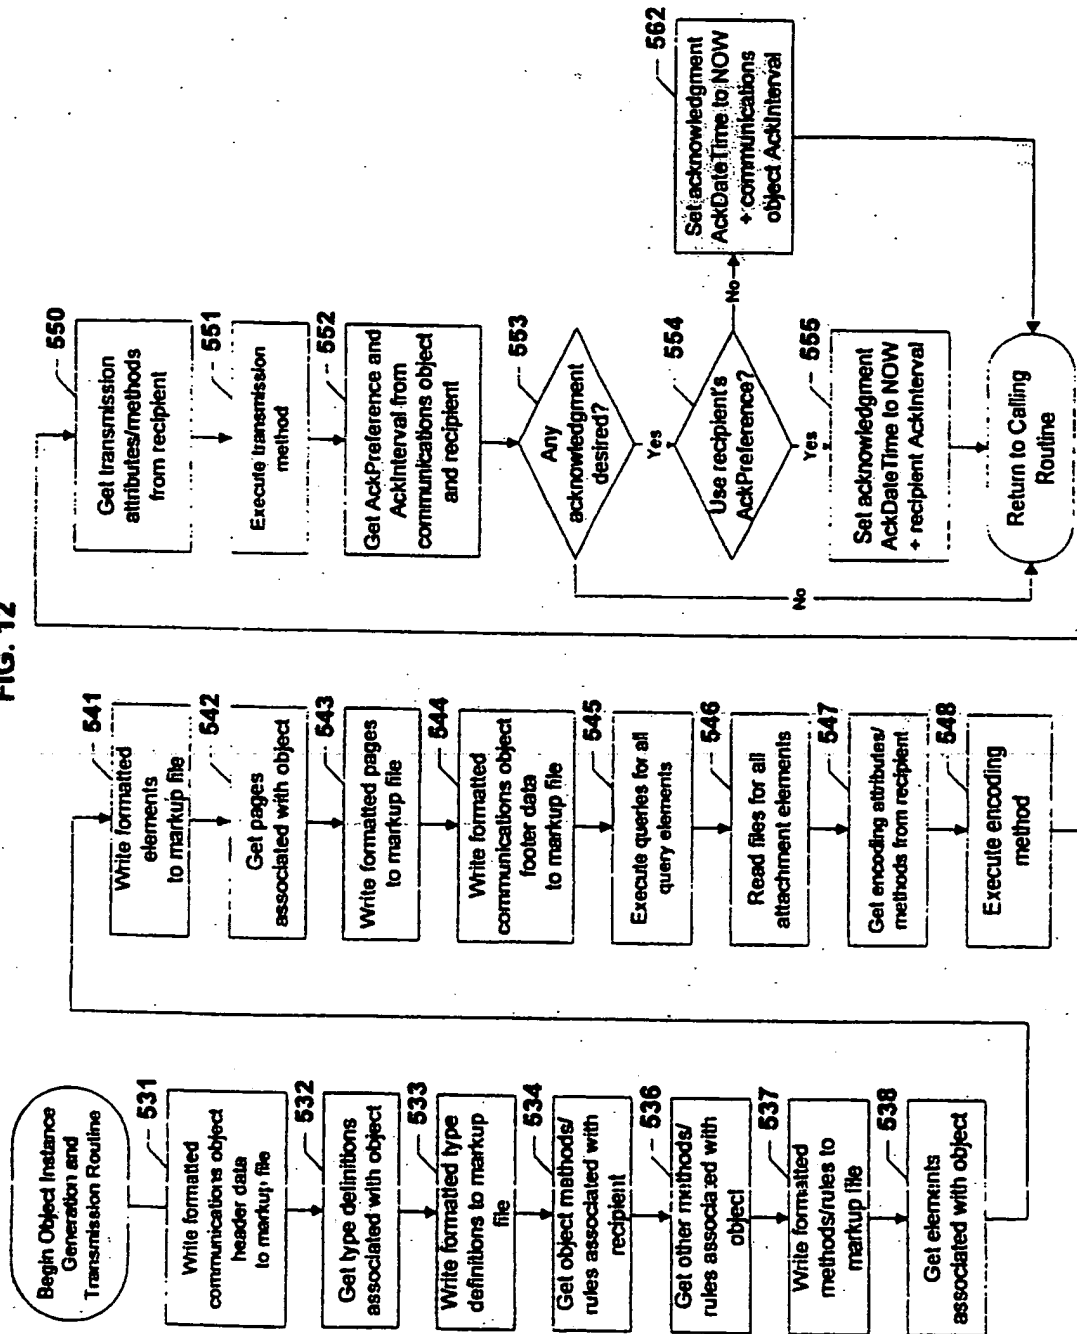 FIG. 12
Begin Object Instance
Generation and
Transmission Routine
531
Write formatted
communications object
header data
to markup file
532
Get type definitions
associated with object
533
Write formatted type
definitions to markup
file
534
Get object methods/
rules associated with
recipient
536
Get other methods/
rules associated with
object
537
Write formatted
methods/rules to
markup file
538
Get elements
associated with object
541
Write formatted
elements
to markup file
542
Get pages
associated with object
543
Write formatted pages
to markup file
544
Write formatted
communications object
footer data
to markup file
545
Execute queries for all
query elements
546
Read files for all
attachment elements
547
Get encoding attributes/
methods from recipient
548
Execute encoding
method
550
Get transmission
attributes/methods
from recipient
551
Execute transmission
method
552
Get AckPreference and
AckInterval from
communications object
and recipient
553
Any
acknowledgment
desired?
Yes
No
554
Use recipient's
AckPreference?
No
Yes
555
Set acknowledgment
AckDateTime to NOW
+ recipient AckInterval
562
Set acknowledgment
AckDateTime to NOW
+ communications
object AckInterval
Return to Calling
Routine